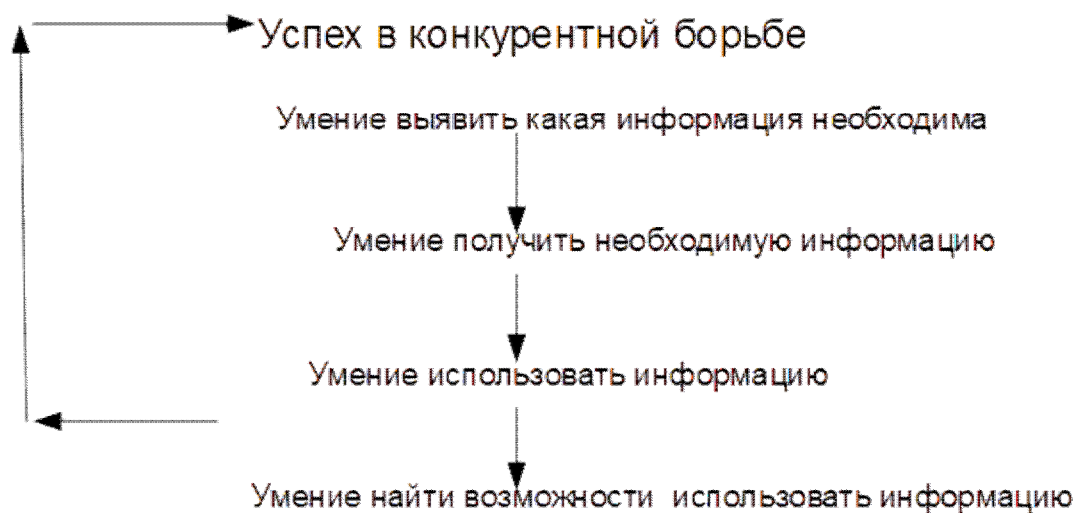 Успех в конкурентной борьбе
Умение выявить какая информация необходима
Умение получить необходимую информацию
Умение использовать информацию
Умение найти возможности использовать информацию